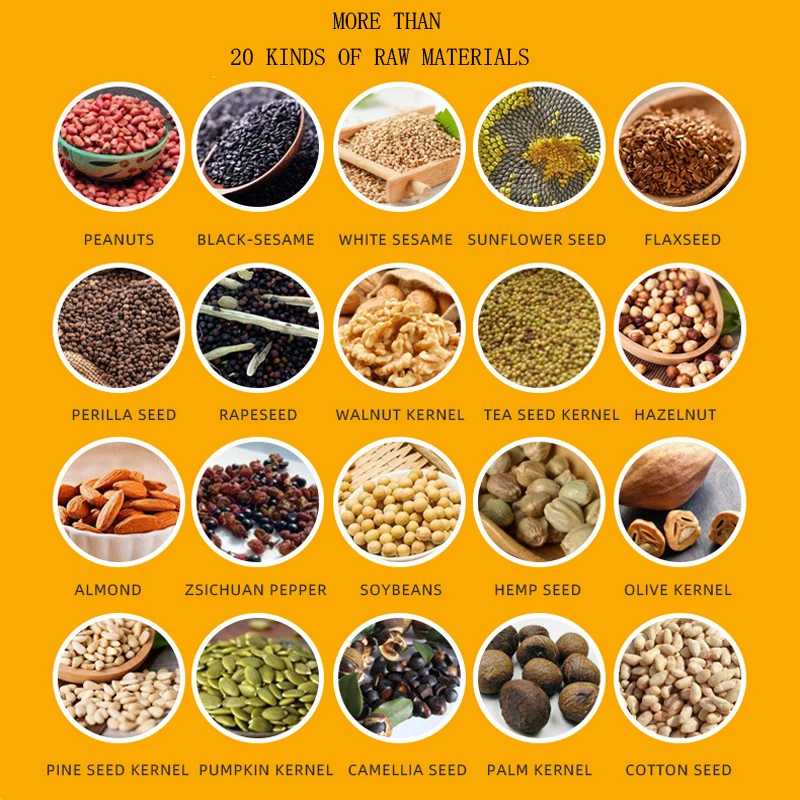 MORE THAN
20 KINDS OF RAW MATERIALS
PEANUTS
BLACK-SESAME
WHITE SESAME
SUNFLOWER SEED
FLAXSEED
PERILLA SEED
RAPESEED
WALNUT KERNEL
TEA SEED KERNEL
HAZELNUT
ALMOND
ZSICHUAN PEPPER
SOYBEANS
HEMP SEED
OLIVE KERNEL
PINE SEED KERNEL
PUMPKIN KERNEL
CAMELLIA SEED
PALM KERNEL
COTTON SEED